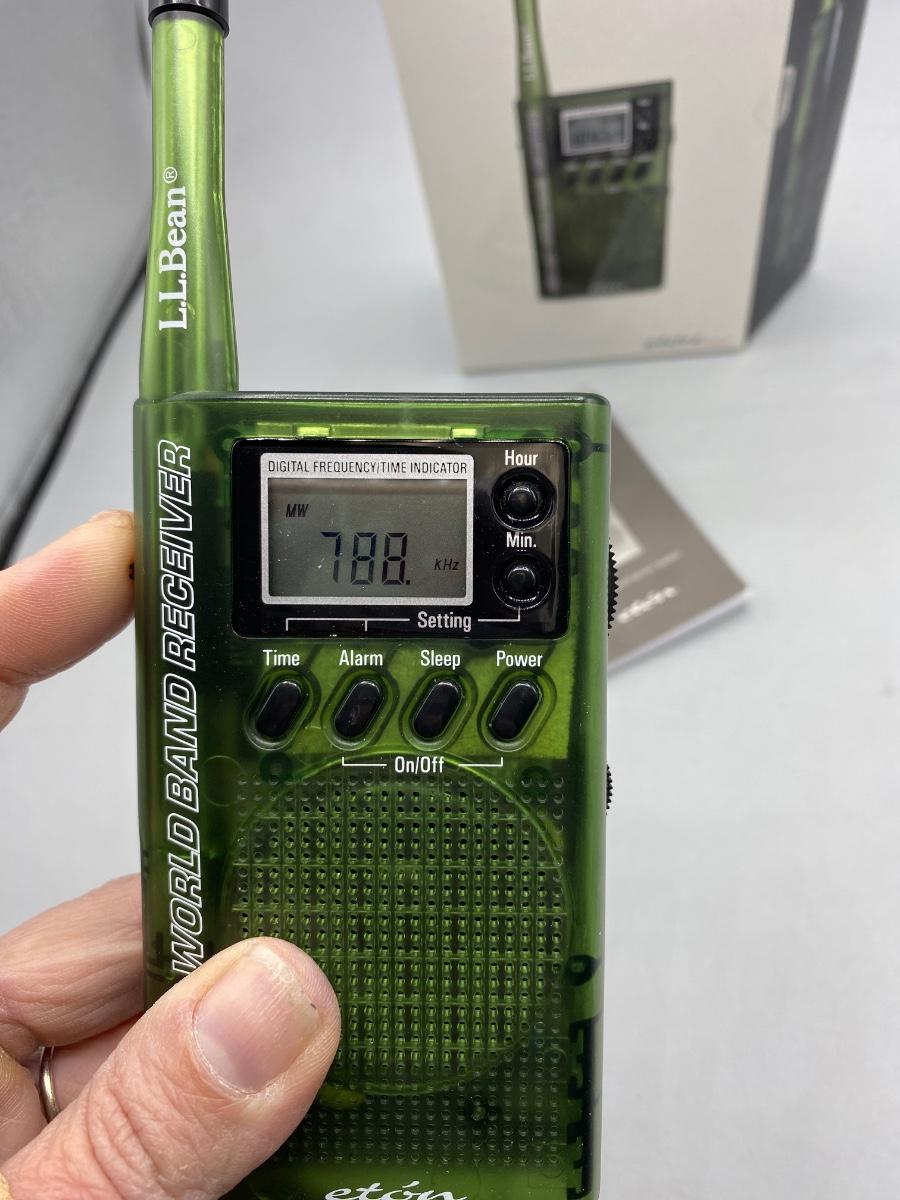 L.L.Bean®
WORLD BAND RECEIVER
DIGITAL FREQUENCY/TIME INDICATOR
MW
788.
kHz
Hour
Min.
Setting
Time Alarm Sleep Power
On/Off
etón